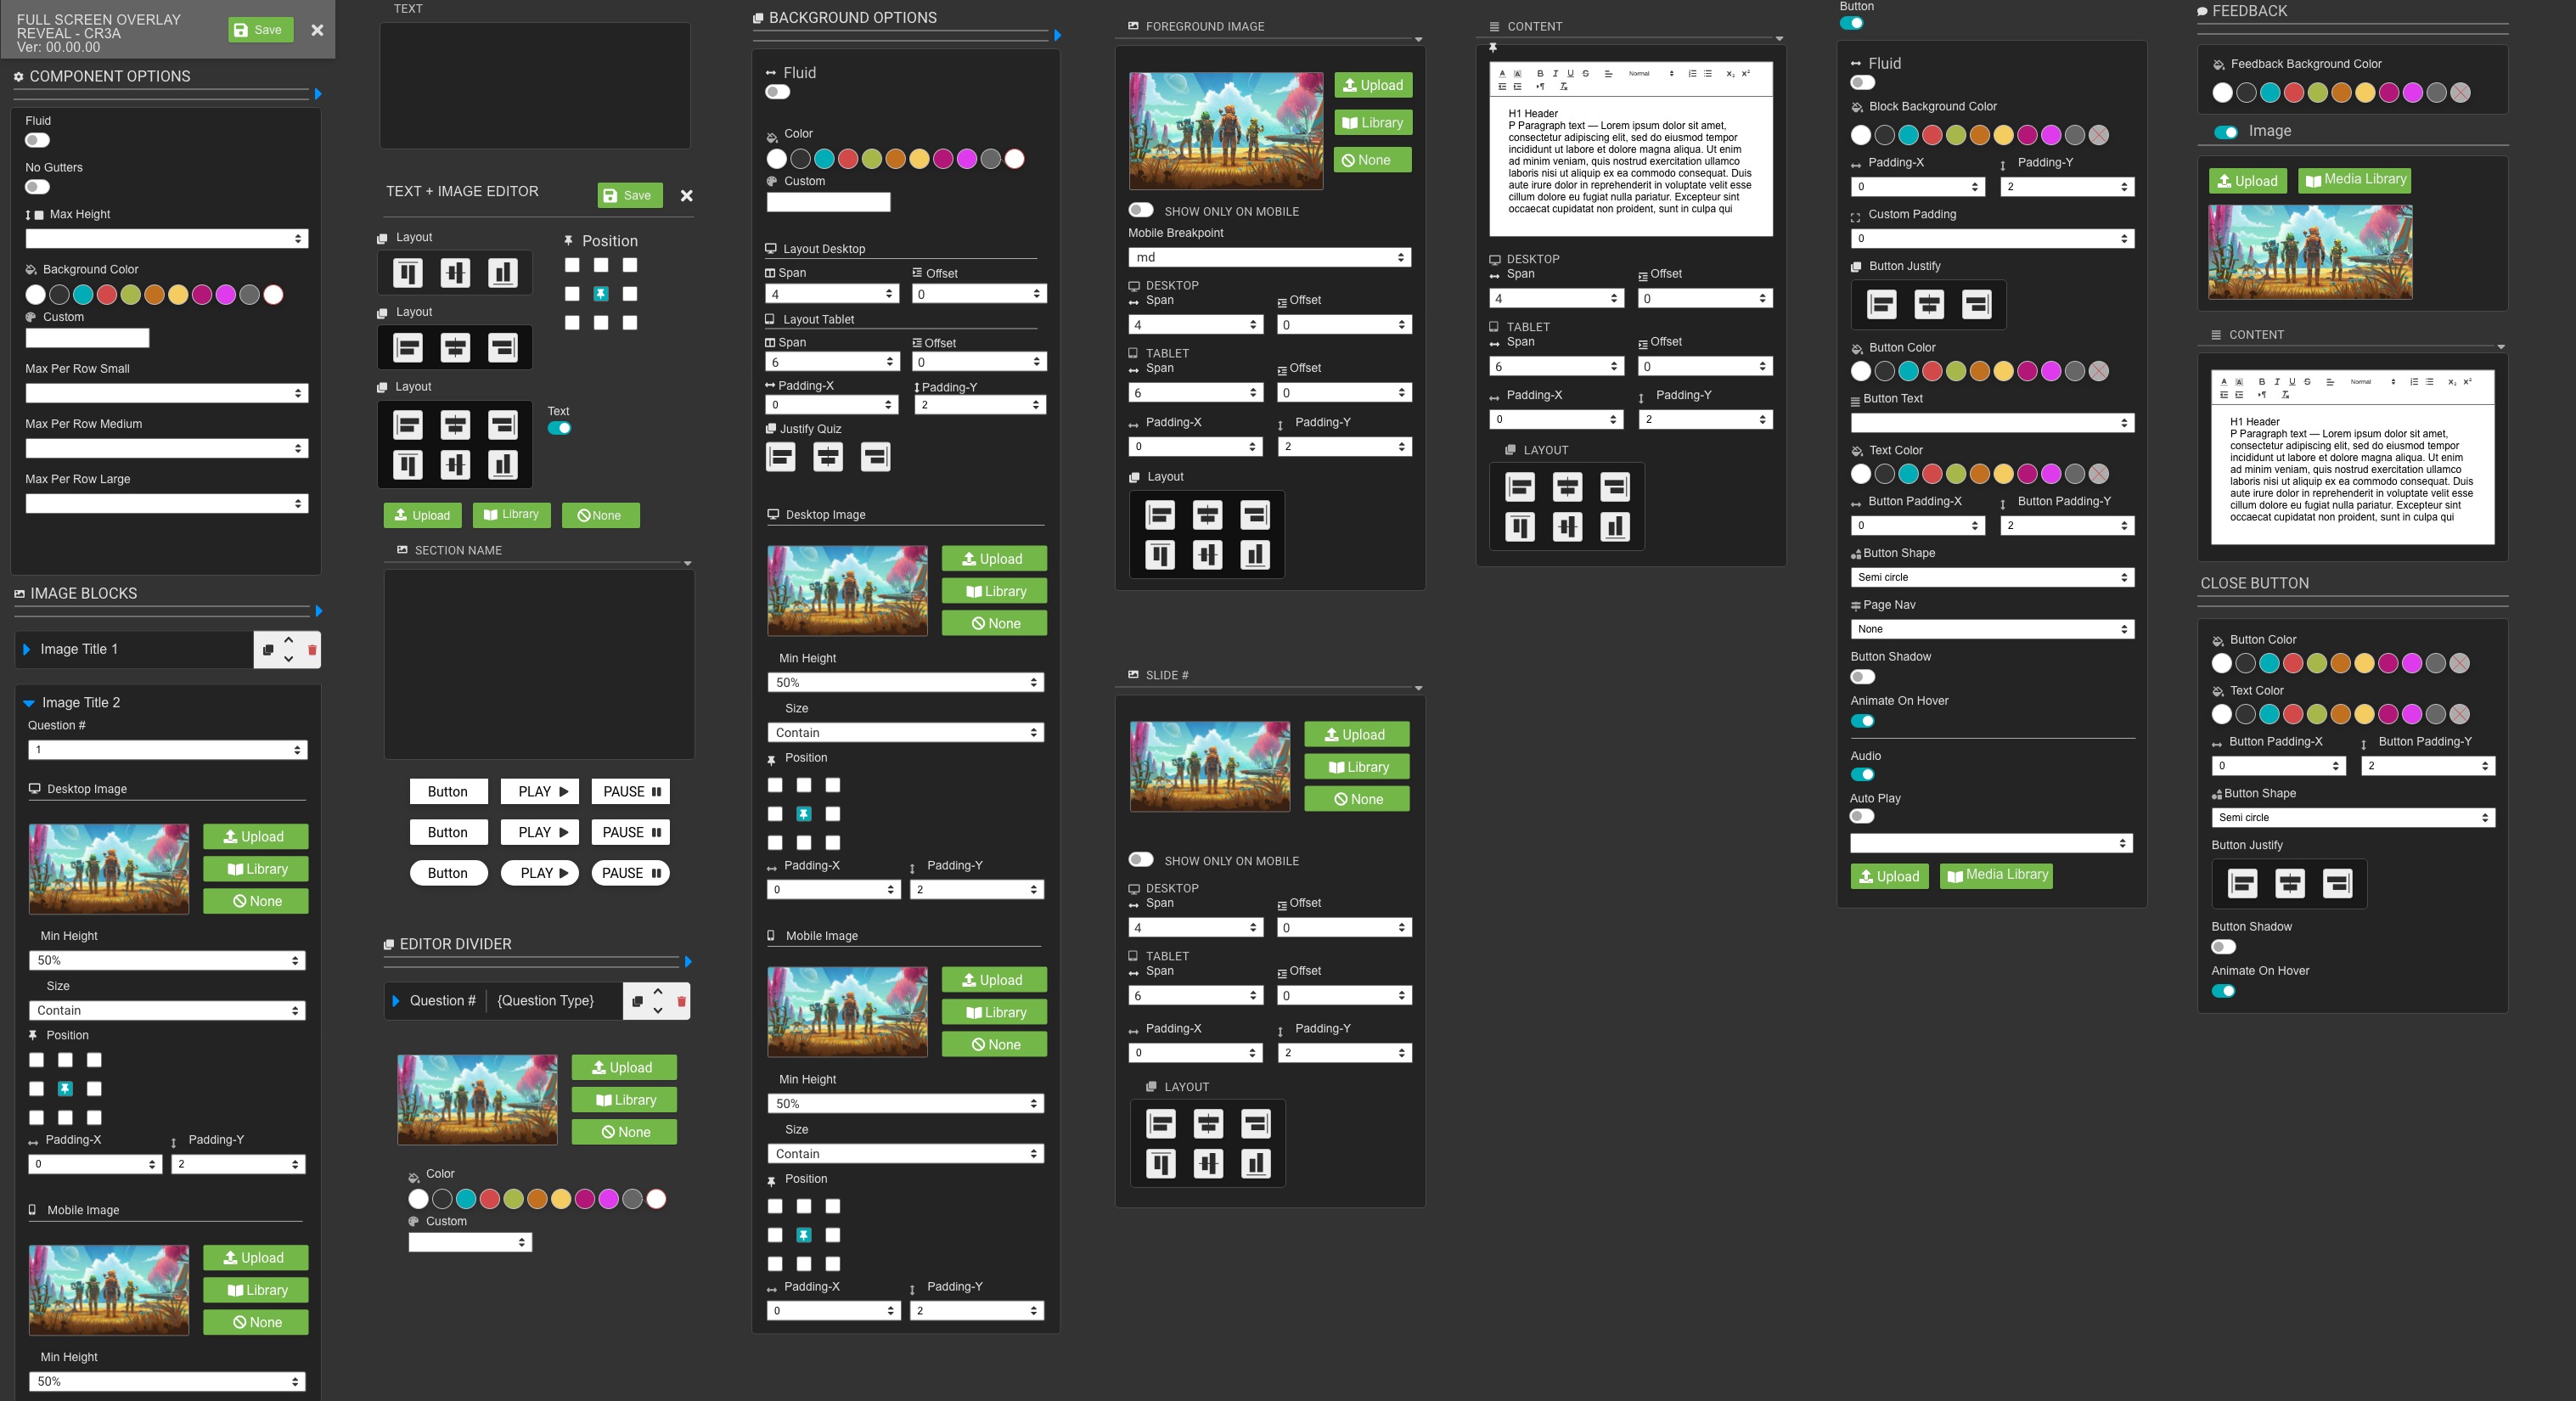 FULL SCREEN OVERLAY
REVEAL - CR3A
Ver: 00.00.00
Save
COMPONENT OPTIONS
Fluid
No Gutters
Max Height
Background Color
Custom
Max Per Row Small
Max Per Row Medium
Max Per Row Large
IMAGE BLOCKS
Image Title 1
Image Title 2
Question #
1
Desktop Image
Upload
Library
None
Min Height
50%
Size
Contain
Position
Padding-X
Padding-Y
0
2
Mobile Image
Upload
Library
None
Min Height
50%
TEXT
TEXT + IMAGE EDITOR
Save
Layout
Position
Layout
Layout
Text
Upload
Library
None
SECTION NAME
Button
PLAY
PAUSE
Button
PLAY
PAUSE
Button
PLAY
PAUSE
EDITOR DIVIDER
Question #
{Question Type}
Upload
Library
None
Color
Custom
BACKGROUND OPTIONS
Fluid
Color
Custom
Layout Desktop
Span
Offset
4
0
Layout Tablet
Span
Offset
6
0
Padding-X
Padding-Y
0
2
Justify Quiz
Desktop Image
Upload
Library
None
Min Height
50%
Size
Contain
Position
Padding-X
Padding-Y
0
2
Mobile Image
Upload
Library
None
Min Height
50%
Size
Contain
Position
Padding-X
Padding-Y
0
2
FOREGROUND IMAGE
Upload
Library
None
SHOW ONLY ON MOBILE
Mobile Breakpoint
md
DESKTOP
Span
Offset
4
0
TABLET
Span
Offset
6
0
Padding-X
Padding-Y
0
2
Layout
SLIDE #
Upload
Library
None
SHOW ONLY ON MOBILE
DESKTOP
Span
Offset
4
0
TABLET
Span
Offset
6
0
Padding-X
Padding-Y
0
2
LAYOUT
CONTENT
A A B I U S Normal X₂ X²
H1 Header
P Paragraph text — Lorem ipsum dolor sit amet,
consectetur adipiscing elit, sed do eiusmod tempor
incididunt ut labore et dolore magna aliqua. Ut enim
ad minim veniam, quis nostrud exercitation ullamco
laboris nisi ut aliquip ex ea commodo consequat. Duis
aute irure dolor in reprehenderit in voluptate velit esse
cillum dolore eu fugiat nulla pariatur. Excepteur sint
occaecat cupidatat non proident, sunt in culpa qui
DESKTOP
Span
Offset
4
0
TABLET
Span
Offset
6
0
Padding-X
Padding-Y
0
2
LAYOUT
Button
Fluid
Block Background Color
Padding-X
Padding-Y
0
2
Custom Padding
0
Button Justify
Button Color
Button Text
Text Color
Button Padding-X
Button Padding-Y
0
2
Button Shape
Semi circle
Page Nav
None
Button Shadow
Animate On Hover
Audio
Auto Play
Upload
Media Library
FEEDBACK
Feedback Background Color
Image
Upload
Media Library
CONTENT
A A B I U S Normal X₂ X²
H1 Header
P Paragraph text — Lorem ipsum dolor sit amet,
consectetur adipiscing elit, sed do eiusmod tempor
incididunt ut labore et dolore magna aliqua. Ut enim
ad minim veniam, quis nostrud exercitation ullamco
laboris nisi ut aliquip ex ea commodo consequat. Duis
aute irure dolor in reprehenderit in voluptate velit esse
cillum dolore eu fugiat nulla pariatur. Excepteur sint
occaecat cupidatat non proident, sunt in culpa qui
CLOSE BUTTON
Button Color
Text Color
Button Padding-X
Button Padding-Y
0
2
Button Shape
Semi circle
Button Justify
Button Shadow
Animate On Hover